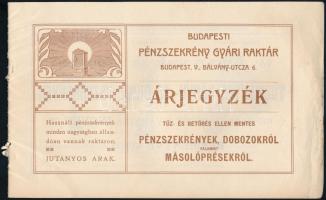 BUDAPESTI
PÉNZSZEKRÉNY GYÁRI RAKTÁR
BUDAPEST, V., BÁLVÁNY-UTCZA 6.
ÁRJEGYZÉK
TŰZ- ÉS BETÖRÉS ELLEN MENTES
PÉNZSZEKRÉNYEK, DOBOZOKRÓL
VALAMINT
MÁSOLÓPRÉSEKRŐL.
Használt pénzszekrények
minden nagyságban állan-
dóan vannak raktáron.
JUTÁNYOS ÁRAK.